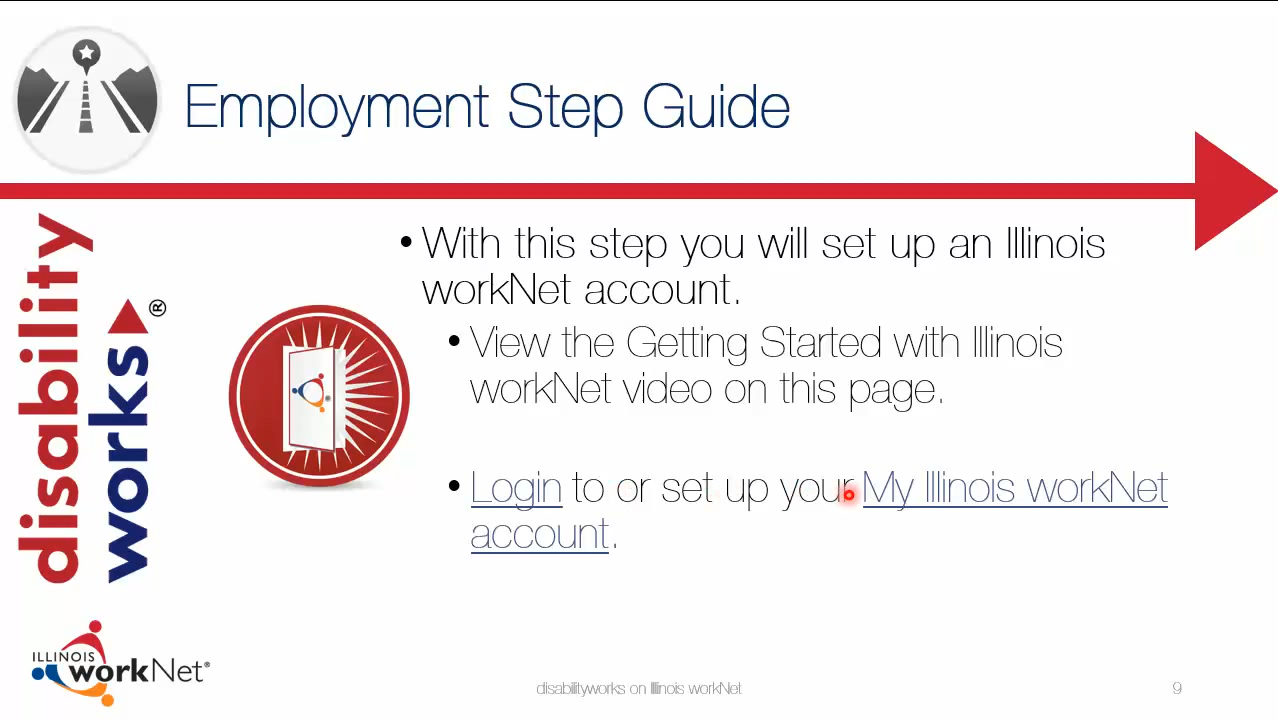 Employment Step Guide
disability
works®
• With this step you will set up an Illinois
workNet account.
• View the Getting Started with Illinois
workNet video on this page.
• Login to or set up your My Illinois workNet
account.
ILLINOIS
workNet®
disabilityworks on Illinois workNet
9